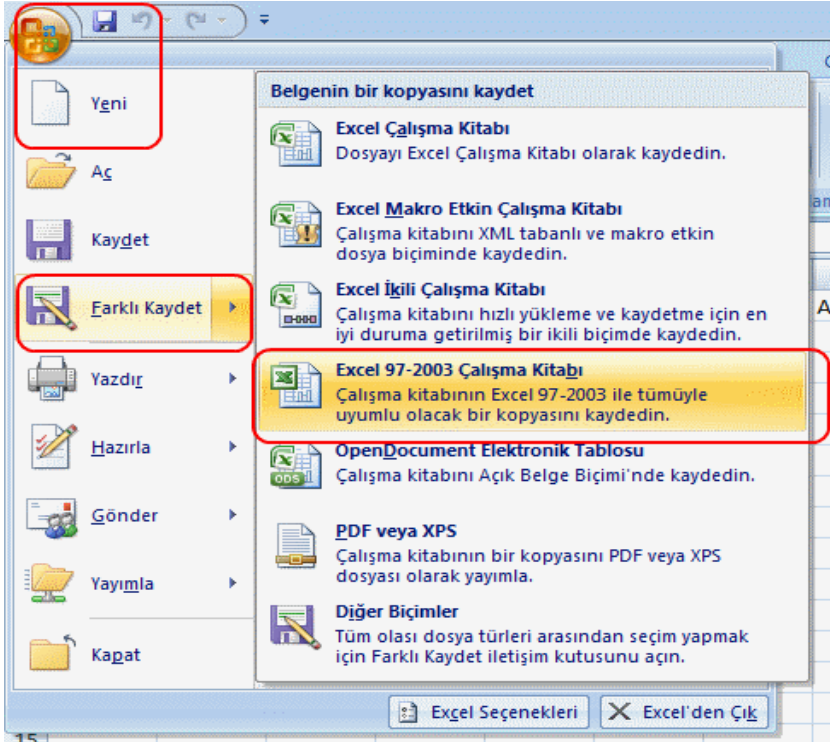 Yeni
Aç
Kaydet
Farklı Kaydet
Yazdır
Hazırla
Gönder
Yayımla
Kapat
Belgenin bir kopyasını kaydet
Excel Çalışma Kitabı
Dosyayı Excel Çalışma Kitabı olarak kaydedin.
Excel Makro Etkin Çalışma Kitabı
Çalışma kitabını XML tabanlı ve makro etkin
dosya biçiminde kaydedin.
Excel İkili Çalışma Kitabı
Çalışma kitabını hızlı yükleme ve kaydetme için en
iyi duruma getirilmiş bir ikili biçimde kaydedin.
Excel 97-2003 Çalışma Kitabı
Çalışma kitabının Excel 97-2003 ile tümüyle
uyumlu olacak bir kopyasını kaydedin.
OpenDocument Elektronik Tablosu
Çalışma kitabını Açık Belge Biçimi'nde kaydedin.
ODS
PDF veya XPS
Çalışma kitabının bir kopyasını PDF veya XPS
dosyası olarak yayımla.
Diğer Biçimler
Tüm olası dosya türleri arasından seçim yapmak
için Farklı Kaydet iletişim kutusunu açın.
Excel Seçenekleri
Excel'den Çık
A
15